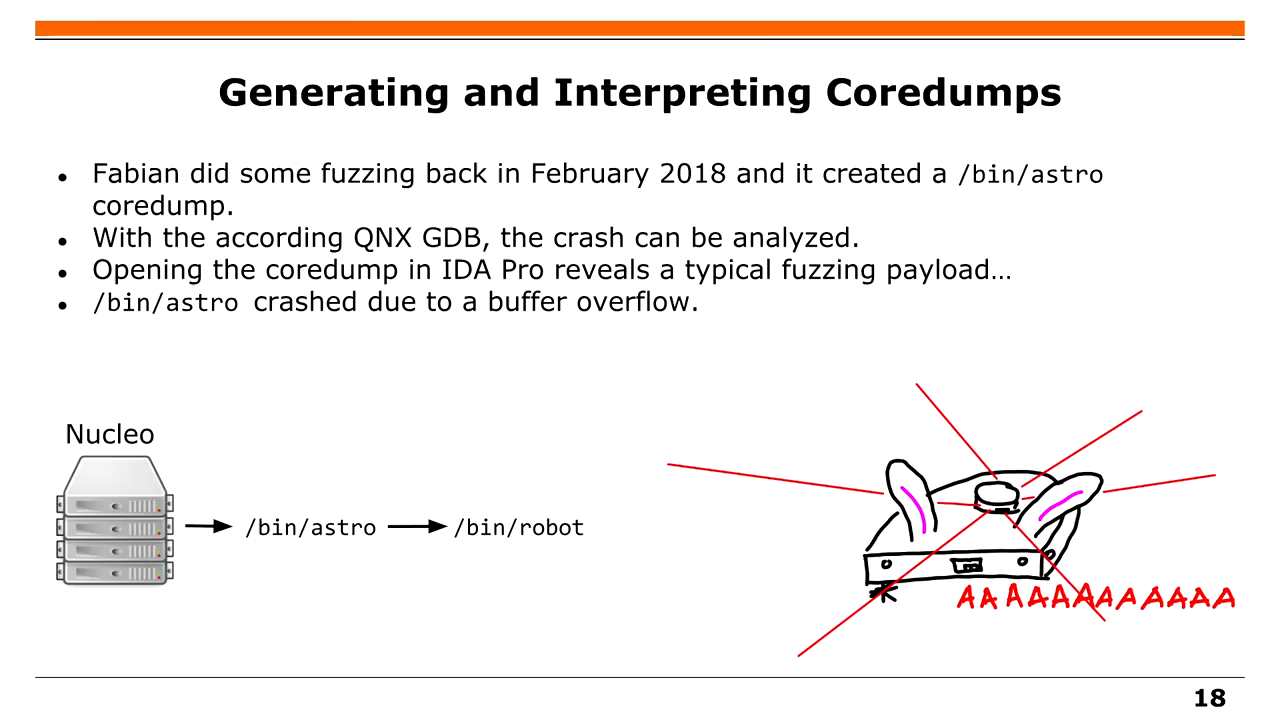 Generating and Interpreting Coredumps
Fabian did some fuzzing back in February 2018 and it created a /bin/astro
coredump.
With the according QNX GDB, the crash can be analyzed.
Opening the coredump in IDA Pro reveals a typical fuzzing payload…
/bin/astro crashed due to a buffer overflow.
Nucleo
/bin/astro
/bin/robot
AAAAAAAAAAAA
18